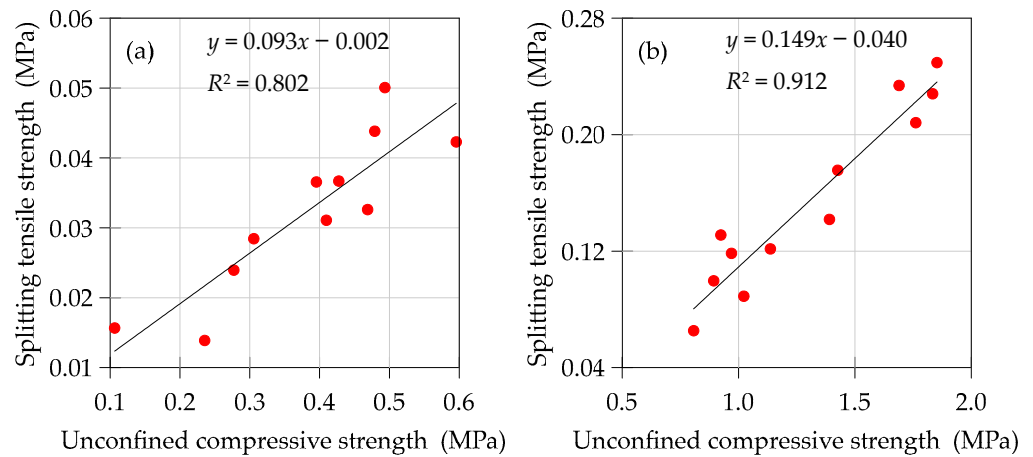 (a)
y = 0.093x − 0.002
R² = 0.802
Splitting tensile strength (MPa)
0.06
0.05
0.04
0.03
0.02
0.01
0.1 0.2 0.3 0.4 0.5 0.6
Unconfined compressive strength (MPa)
(b)
y = 0.149x − 0.040
R² = 0.912
Splitting tensile strength (MPa)
0.28
0.20
0.12
0.04
0.5 1.0 1.5 2.0
Unconfined compressive strength (MPa)